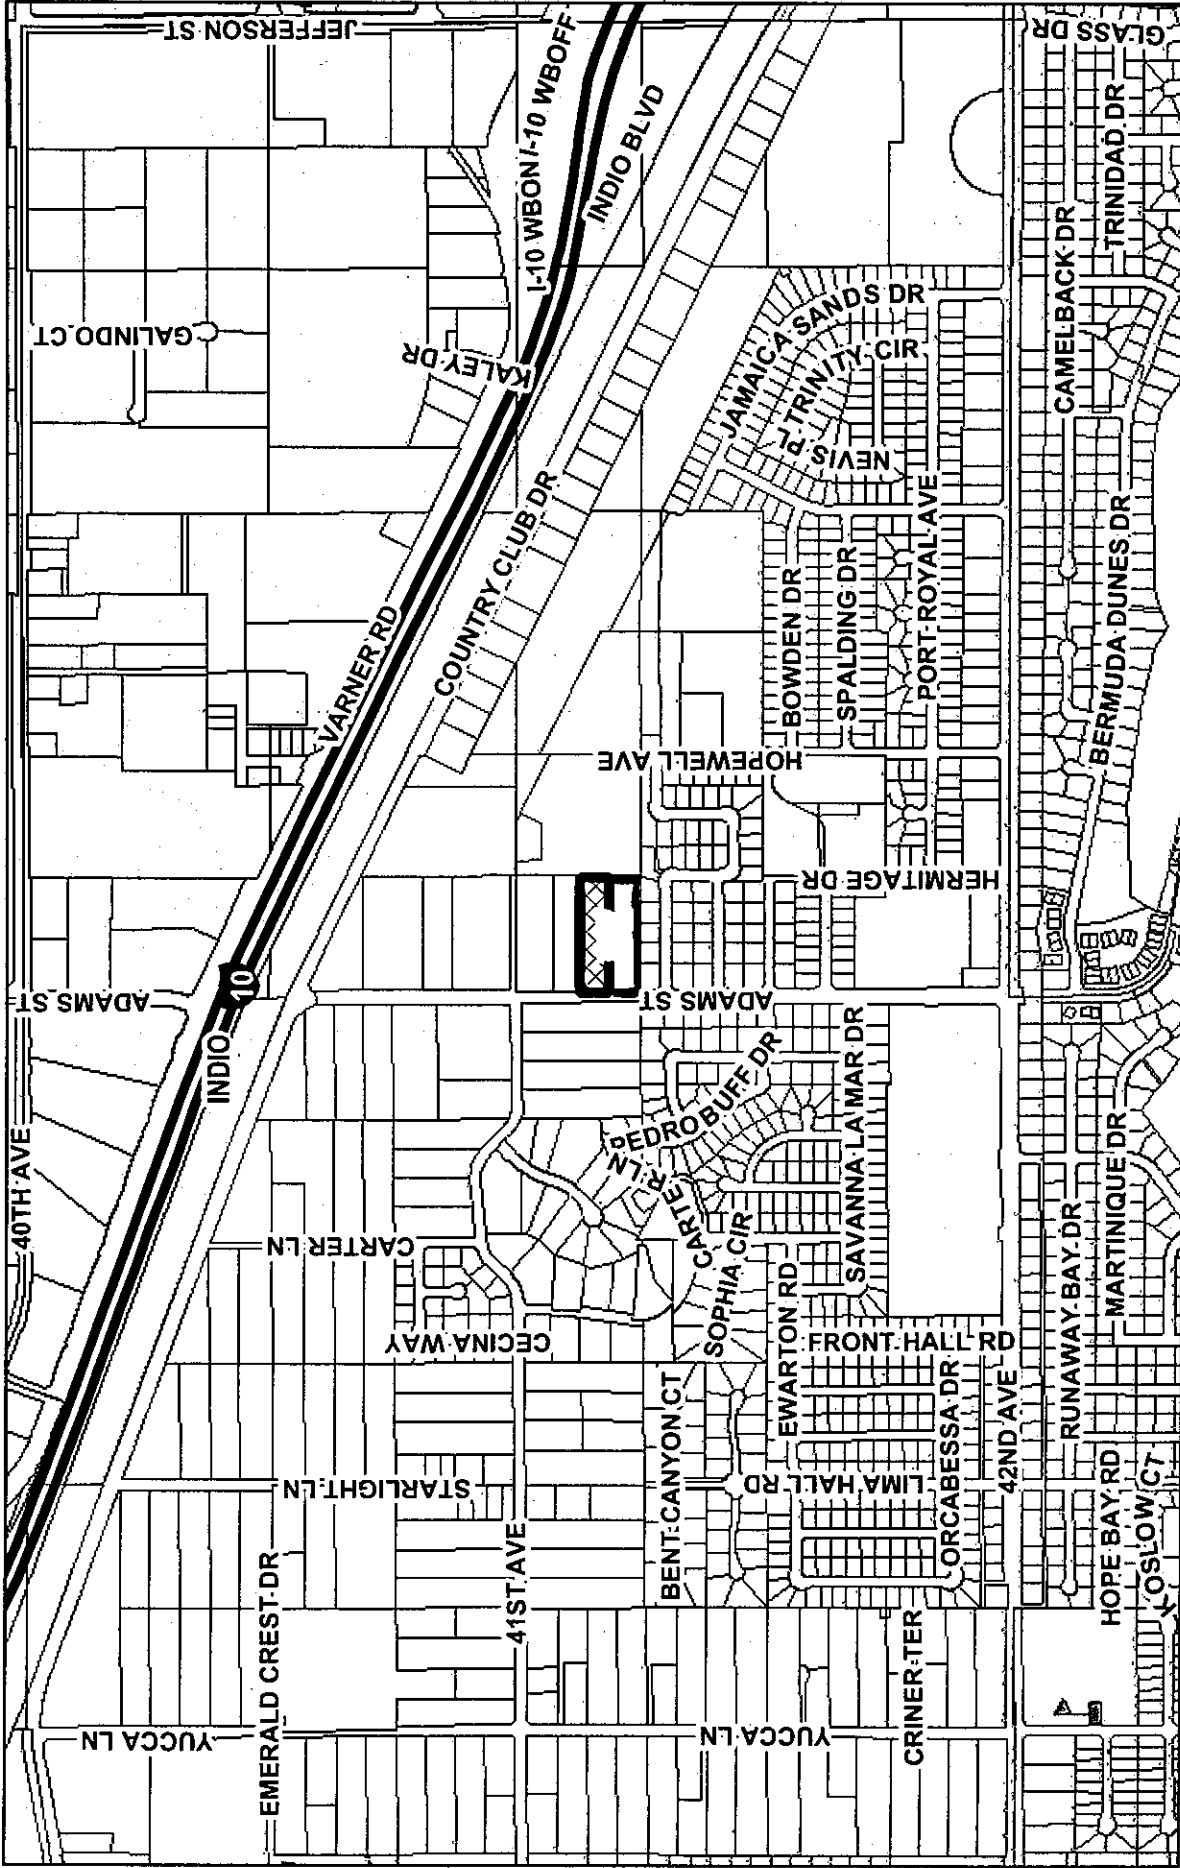 JEFFERSON ST
GLASS DR
I-10 WBON
I-10 WBOFF
INDIO BLVD
TRINIDAD DR
CAMELBACK DR
GALINDO CT
KALEY DR
JAMAICA SANDS DR
TRINITY CIR
NEVIS PL
COUNTRY CLUB DR
PORT ROYAL AVE
BERMUDA DUNES DR
BOWDEN DR
SPALDING DR
VARNER RD
HOPEWELL AVE
HERMITAGE DR
ADAMS ST
10
INDIO
ADAMS ST
40TH AVE
PEDRO BUFF DR
SAVANNA LA MAR DR
CARTER LN
CARTER LN
SOPHIA CIR
MARTINIQUE DR
RUNAWAY BAY DR
EWARTON RD
CECINA WAY
FRONT HALL RD
BENT CANYON CT
ORCABESSA DR
42ND AVE
STARLIGHT LN
LIMA HALL RD
HOPE BAY RD
KOSLOW CT
41ST AVE
EMERALD CREST DR
CRINER TER
YUCCA LN
YUCCA LN